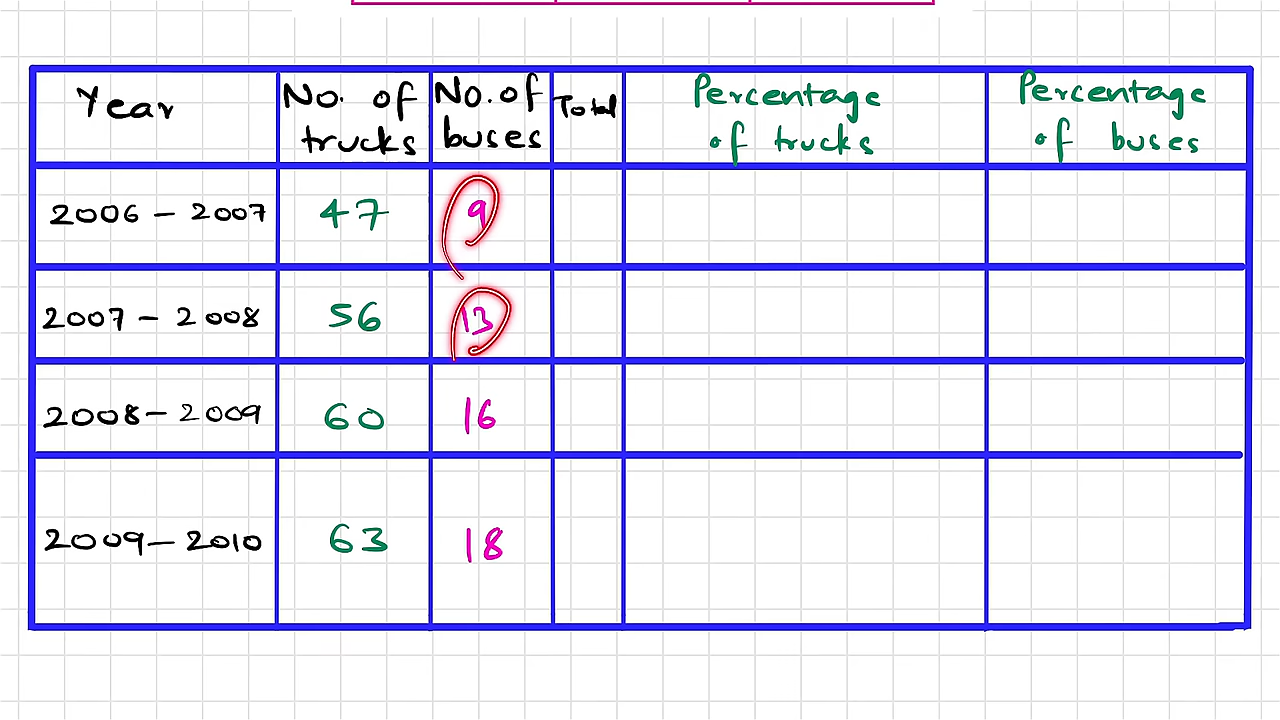 Year No. of trucks No. of buses Total Percentage of trucks Percentage of buses
2006 - 2007 47 9
2007 - 2008 56 13
2008 - 2009 60 16
2009 - 2010 63 18